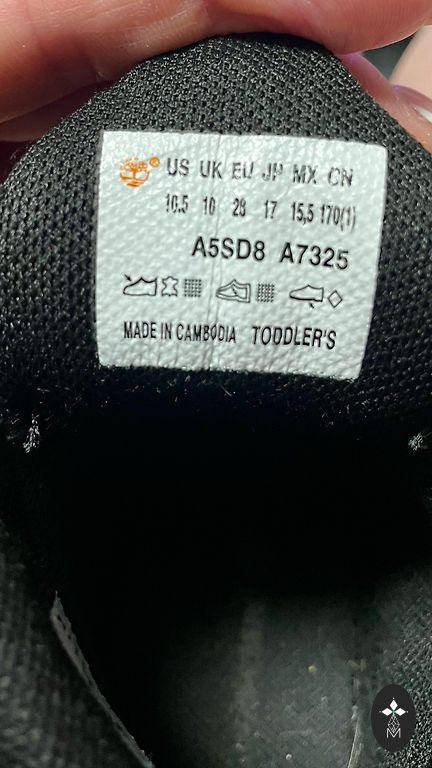 US UK EU JP MX CN
10.5 10 28 17 15,5 170(1)
A5SD8 A7325
MADE IN CAMBODIA TODDLER'S